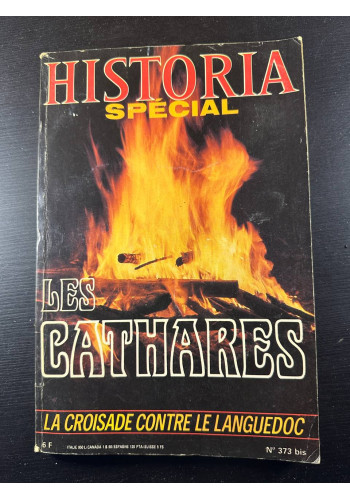 HISTORIA
SPÉCIAL
LES
CATHARES
LA CROISADE CONTRE LE LANGUEDOC
6 F
N° 373 bis